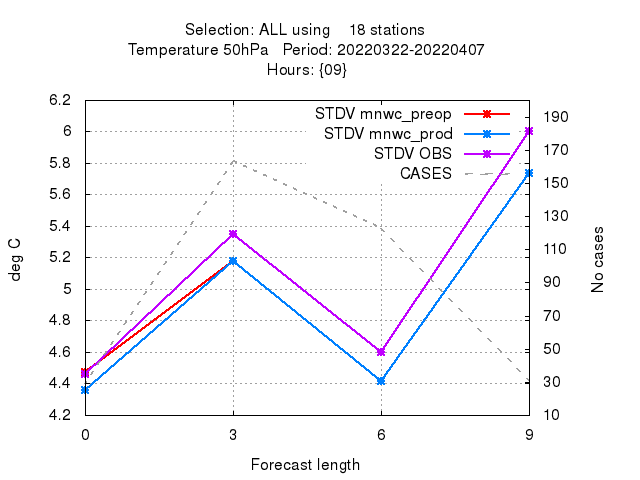 Selection: ALL using    18 stations
Temperature 50hPa   Period: 20220322-20220407
Hours: {09}
STDV mnwc_preop
STDV mnwc_prod
STDV OBS
CASES
6.2
6
5.8
5.6
5.4
5.2
5
4.8
4.6
4.4
4.2
deg C
190
170
150
130
110
90
70
50
30
10
No cases
0 3 6 9
Forecast length